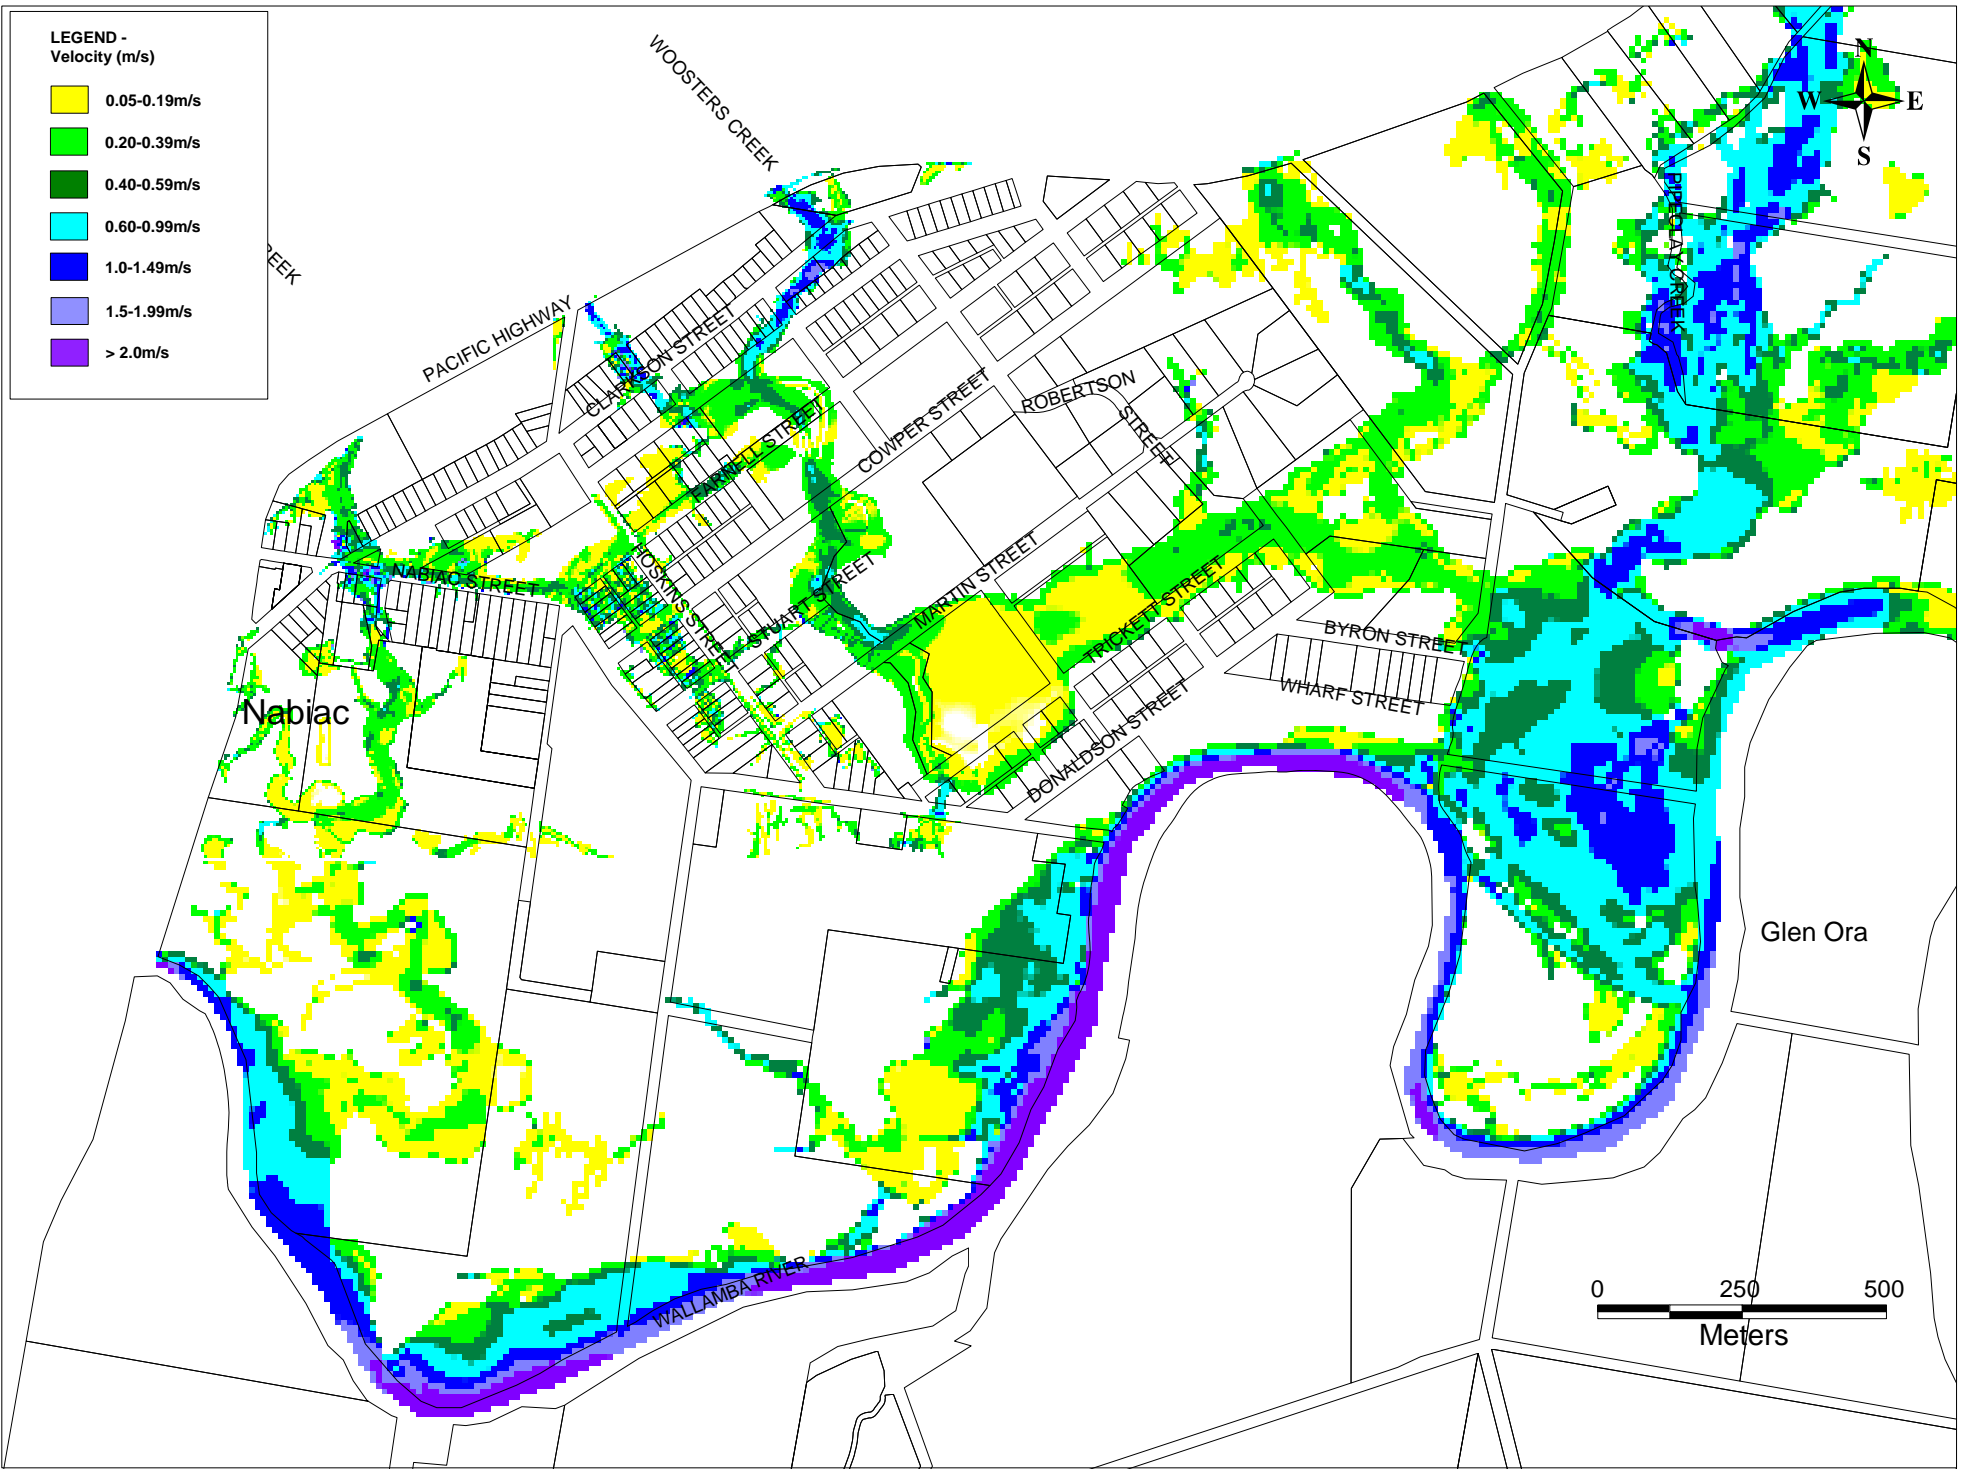 LEGEND -
Velocity (m/s)
0.05-0.19m/s
0.20-0.39m/s
0.40-0.59m/s
0.60-0.99m/s
1.0-1.49m/s
1.5-1.99m/s
> 2.0m/s
WOOSTERS CREEK
N
W
E
S
PIPECLAY CREEK
EEK
PACIFIC HIGHWAY
CLARKSON STREET
FARNELL STREET
COWPER STREET
ROBERTSON
STREET
NABIAC STREET
HOSKINS STREET
STUART STREET
MARTIN STREET
TRICKETT STREET
BYRON STREET
WHARF STREET
DONALDSON STREET
Nabiac
Glen Ora
WALLAMBA RIVER
0 250 500
Meters